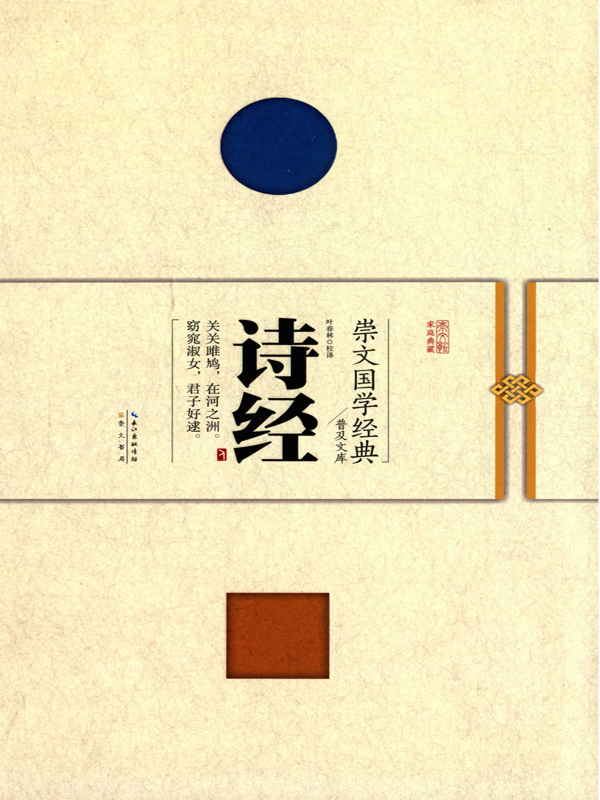 崇文馆
家庭典藏
崇文国学经典
普及文库
叶春林◎校译
诗经
关关雎鸠，在河之洲。
窈窕淑女，君子好逑。
长江出版传媒
崇文书局